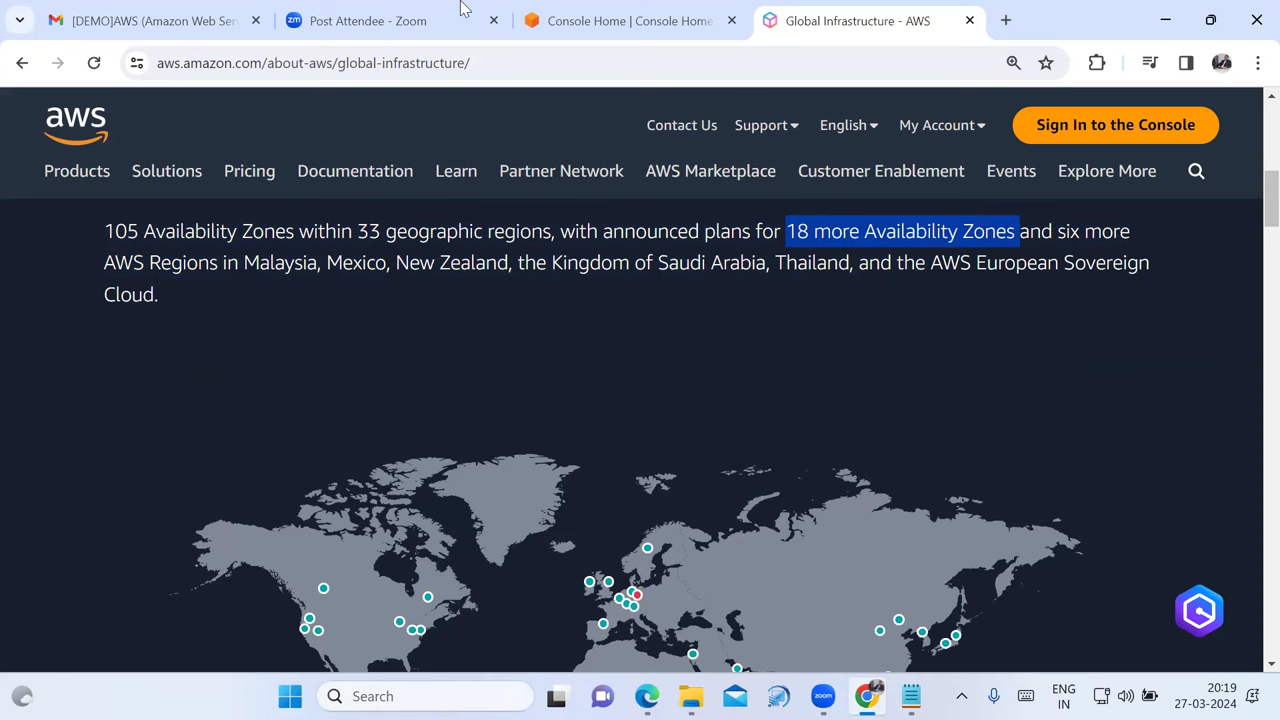 [DEMO]AWS (Amazon Web Ser
zm Post Attendee - Zoom
Console Home | Console Home
Global Infrastructure - AWS
aws.amazon.com/about-aws/global-infrastructure/
aws
Contact Us Support English My Account Sign In to the Console
Products Solutions Pricing Documentation Learn Partner Network AWS Marketplace Customer Enablement Events Explore More
105 Availability Zones within 33 geographic regions, with announced plans for 18 more Availability Zones and six more
AWS Regions in Malaysia, Mexico, New Zealand, the Kingdom of Saudi Arabia, Thailand, and the AWS European Sovereign
Cloud.
Search
zoom
ENG
IN
20:19
27-03-2024